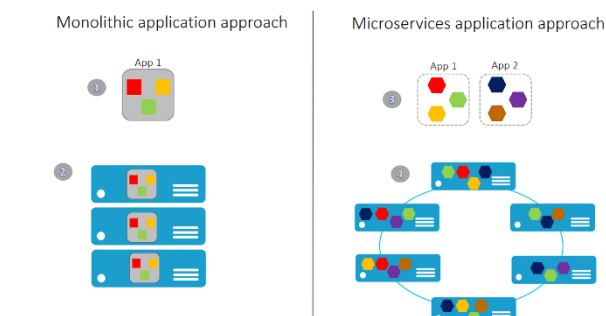 Monolithic application approach
Microservices application approach
App 1
1
App 1
App 2
3
2
4